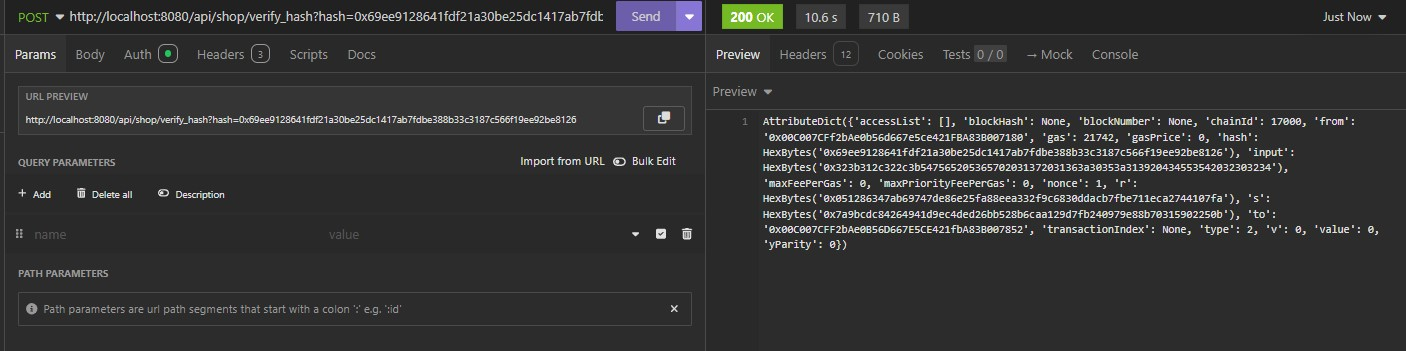 POST http://localhost:8080/api/shop/verify_hash?hash=0x69ee9128641fdf21a30be25dc1417ab7fdb Send 200 OK 10.6 s 710 B Just Now
Params Body Auth Headers 3 Scripts Docs Preview Headers 12 Cookies Tests 0 / 0 → Mock Console
URL PREVIEW
http://localhost:8080/api/shop/verify_hash?hash=0x69ee9128641fdf21a30be25dc1417ab7fdbe388b33c3187c566f19ee92be8126
QUERY PARAMETERS Import from URL Bulk Edit
+ Add Delete all Description
name value
PATH PARAMETERS
Path parameters are url path segments that start with a colon ':' e.g. ':id'
Preview
1 AttributeDict({'accessList': [], 'blockHash': None, 'blockNumber': None, 'chainId': 17000, 'from':
'0x00C007CFf2bAe0b56d667e5ce421FBA83B007180', 'gas': 21742, 'gasPrice': 0, 'hash':
HexBytes('0x69ee9128641fdf21a30be25dc1417ab7fdbe388b33c3187c566f19ee92be8126'), 'input':
HexBytes('0x323b312c322c3b54756520536570203137203136 3a30353a313920434553542032303234'),
'maxFeePerGas': 0, 'maxPriorityFeePerGas': 0, 'nonce': 1, 'r':
HexBytes('0x051286347ab69747de86e25fa88eea332f9c6830ddacb7fbe711eca2744107fa'), 's':
HexBytes('0x7a9bcdc84264941d9ec4ded26bb528b6caa129d7fb240979e88b70315902250b'), 'to':
'0x00C007CFF2bAe0B56D667E5CE421fbA83B007852', 'transactionIndex': None, 'type': 2, 'v': 0, 'value': 0,
'yParity': 0})